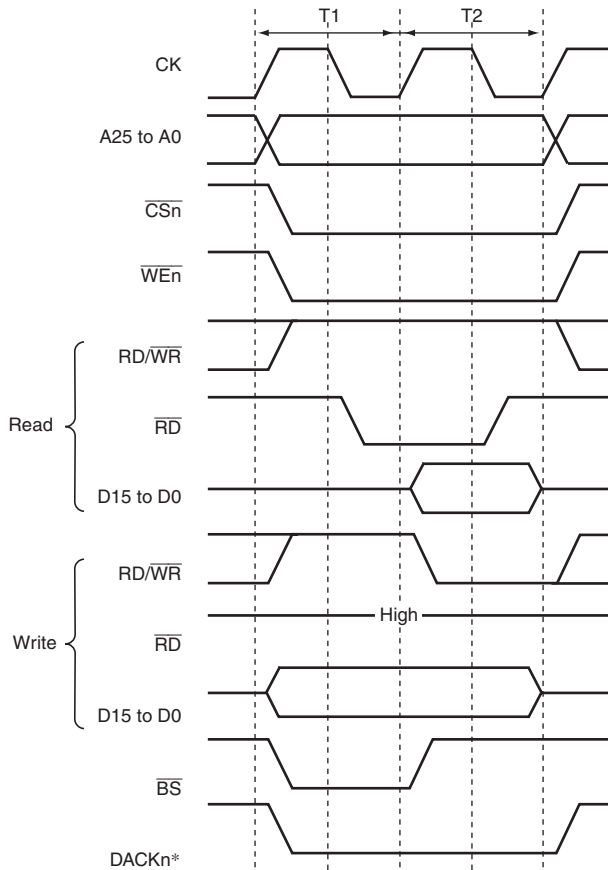 T1 T2
CK
A25 to A0
CSn
WEn
Read
RD/WR
RD
D15 to D0
Write
RD/WR
High
RD
D15 to D0
BS
DACKn*